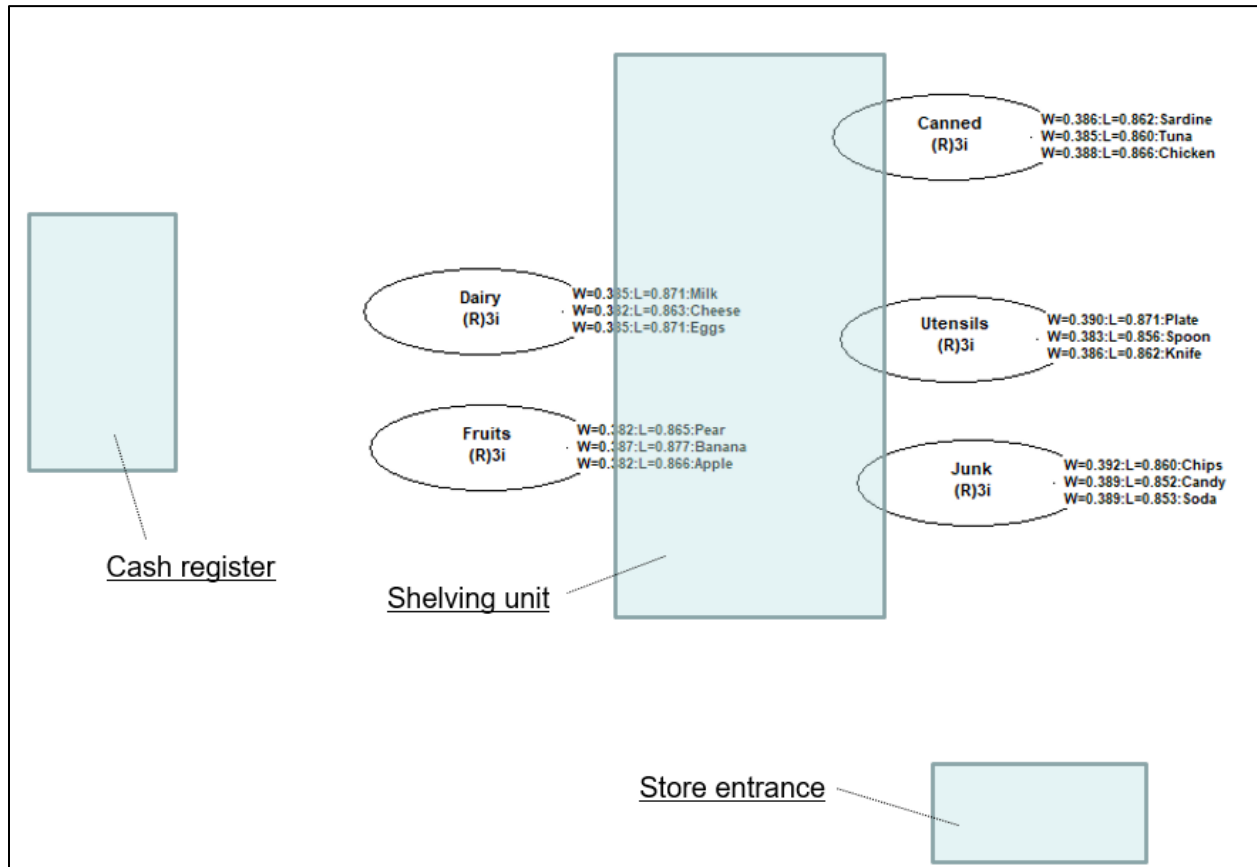 Canned
(R)3i
W=0.386:L=0.862:Sardine
W=0.385:L=0.860:Tuna
W=0.388:L=0.866:Chicken
Dairy
(R)3i
W=0.385:L=0.871:Milk
W=0.382:L=0.863:Cheese
W=0.385:L=0.871:Eggs
Utensils
(R)3i
W=0.390:L=0.871:Plate
W=0.383:L=0.856:Spoon
W=0.386:L=0.862:Knife
Fruits
(R)3i
W=0.382:L=0.865:Pear
W=0.387:L=0.877:Banana
W=0.382:L=0.866:Apple
Junk
(R)3i
W=0.392:L=0.860:Chips
W=0.389:L=0.852:Candy
W=0.389:L=0.853:Soda
Cash register
Shelving unit
Store entrance